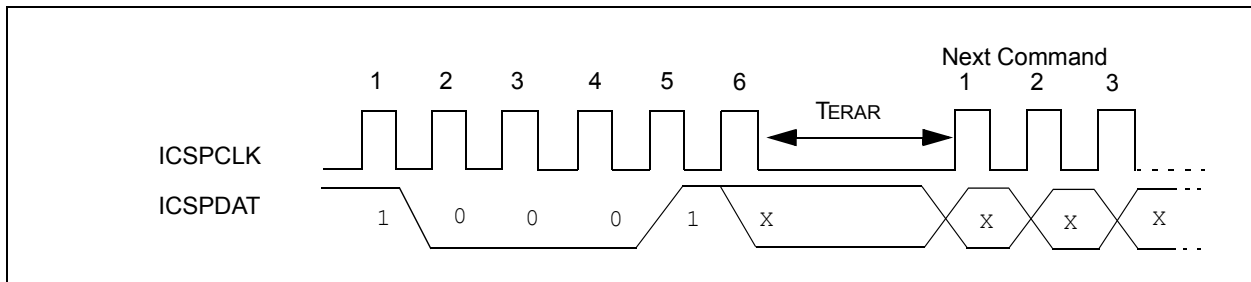 Next Command
1 2 3 4 5 6 1 2 3
TERAR
ICSPCLK
ICSPDAT
1 0 0 0 1 X X X X